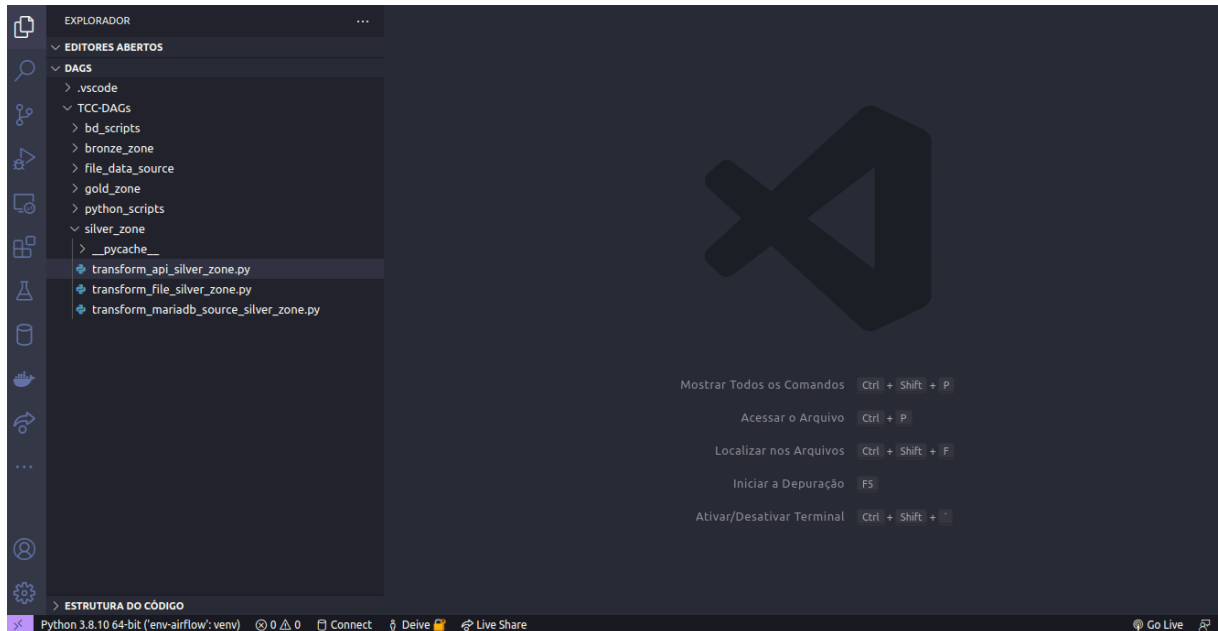 EXPLORADOR
EDITORES ABERTOS
DAGS
.vscode
TCC-DAGs
bd_scripts
bronze_zone
file_data_source
gold_zone
python_scripts
silver_zone
__pycache__
transform_api_silver_zone.py
transform_file_silver_zone.py
transform_mariadb_source_silver_zone.py
ESTRUTURA DO CÓDIGO
Mostrar Todos os Comandos Ctrl + Shift + P
Acessar o Arquivo Ctrl + P
Localizar nos Arquivos Ctrl + Shift + F
Iniciar a Depuração F5
Ativar/Desativar Terminal Ctrl + Shift + `
Python 3.8.10 64-bit ('env-airflow': venv) 0 0 Connect Deive Live Share Go Live